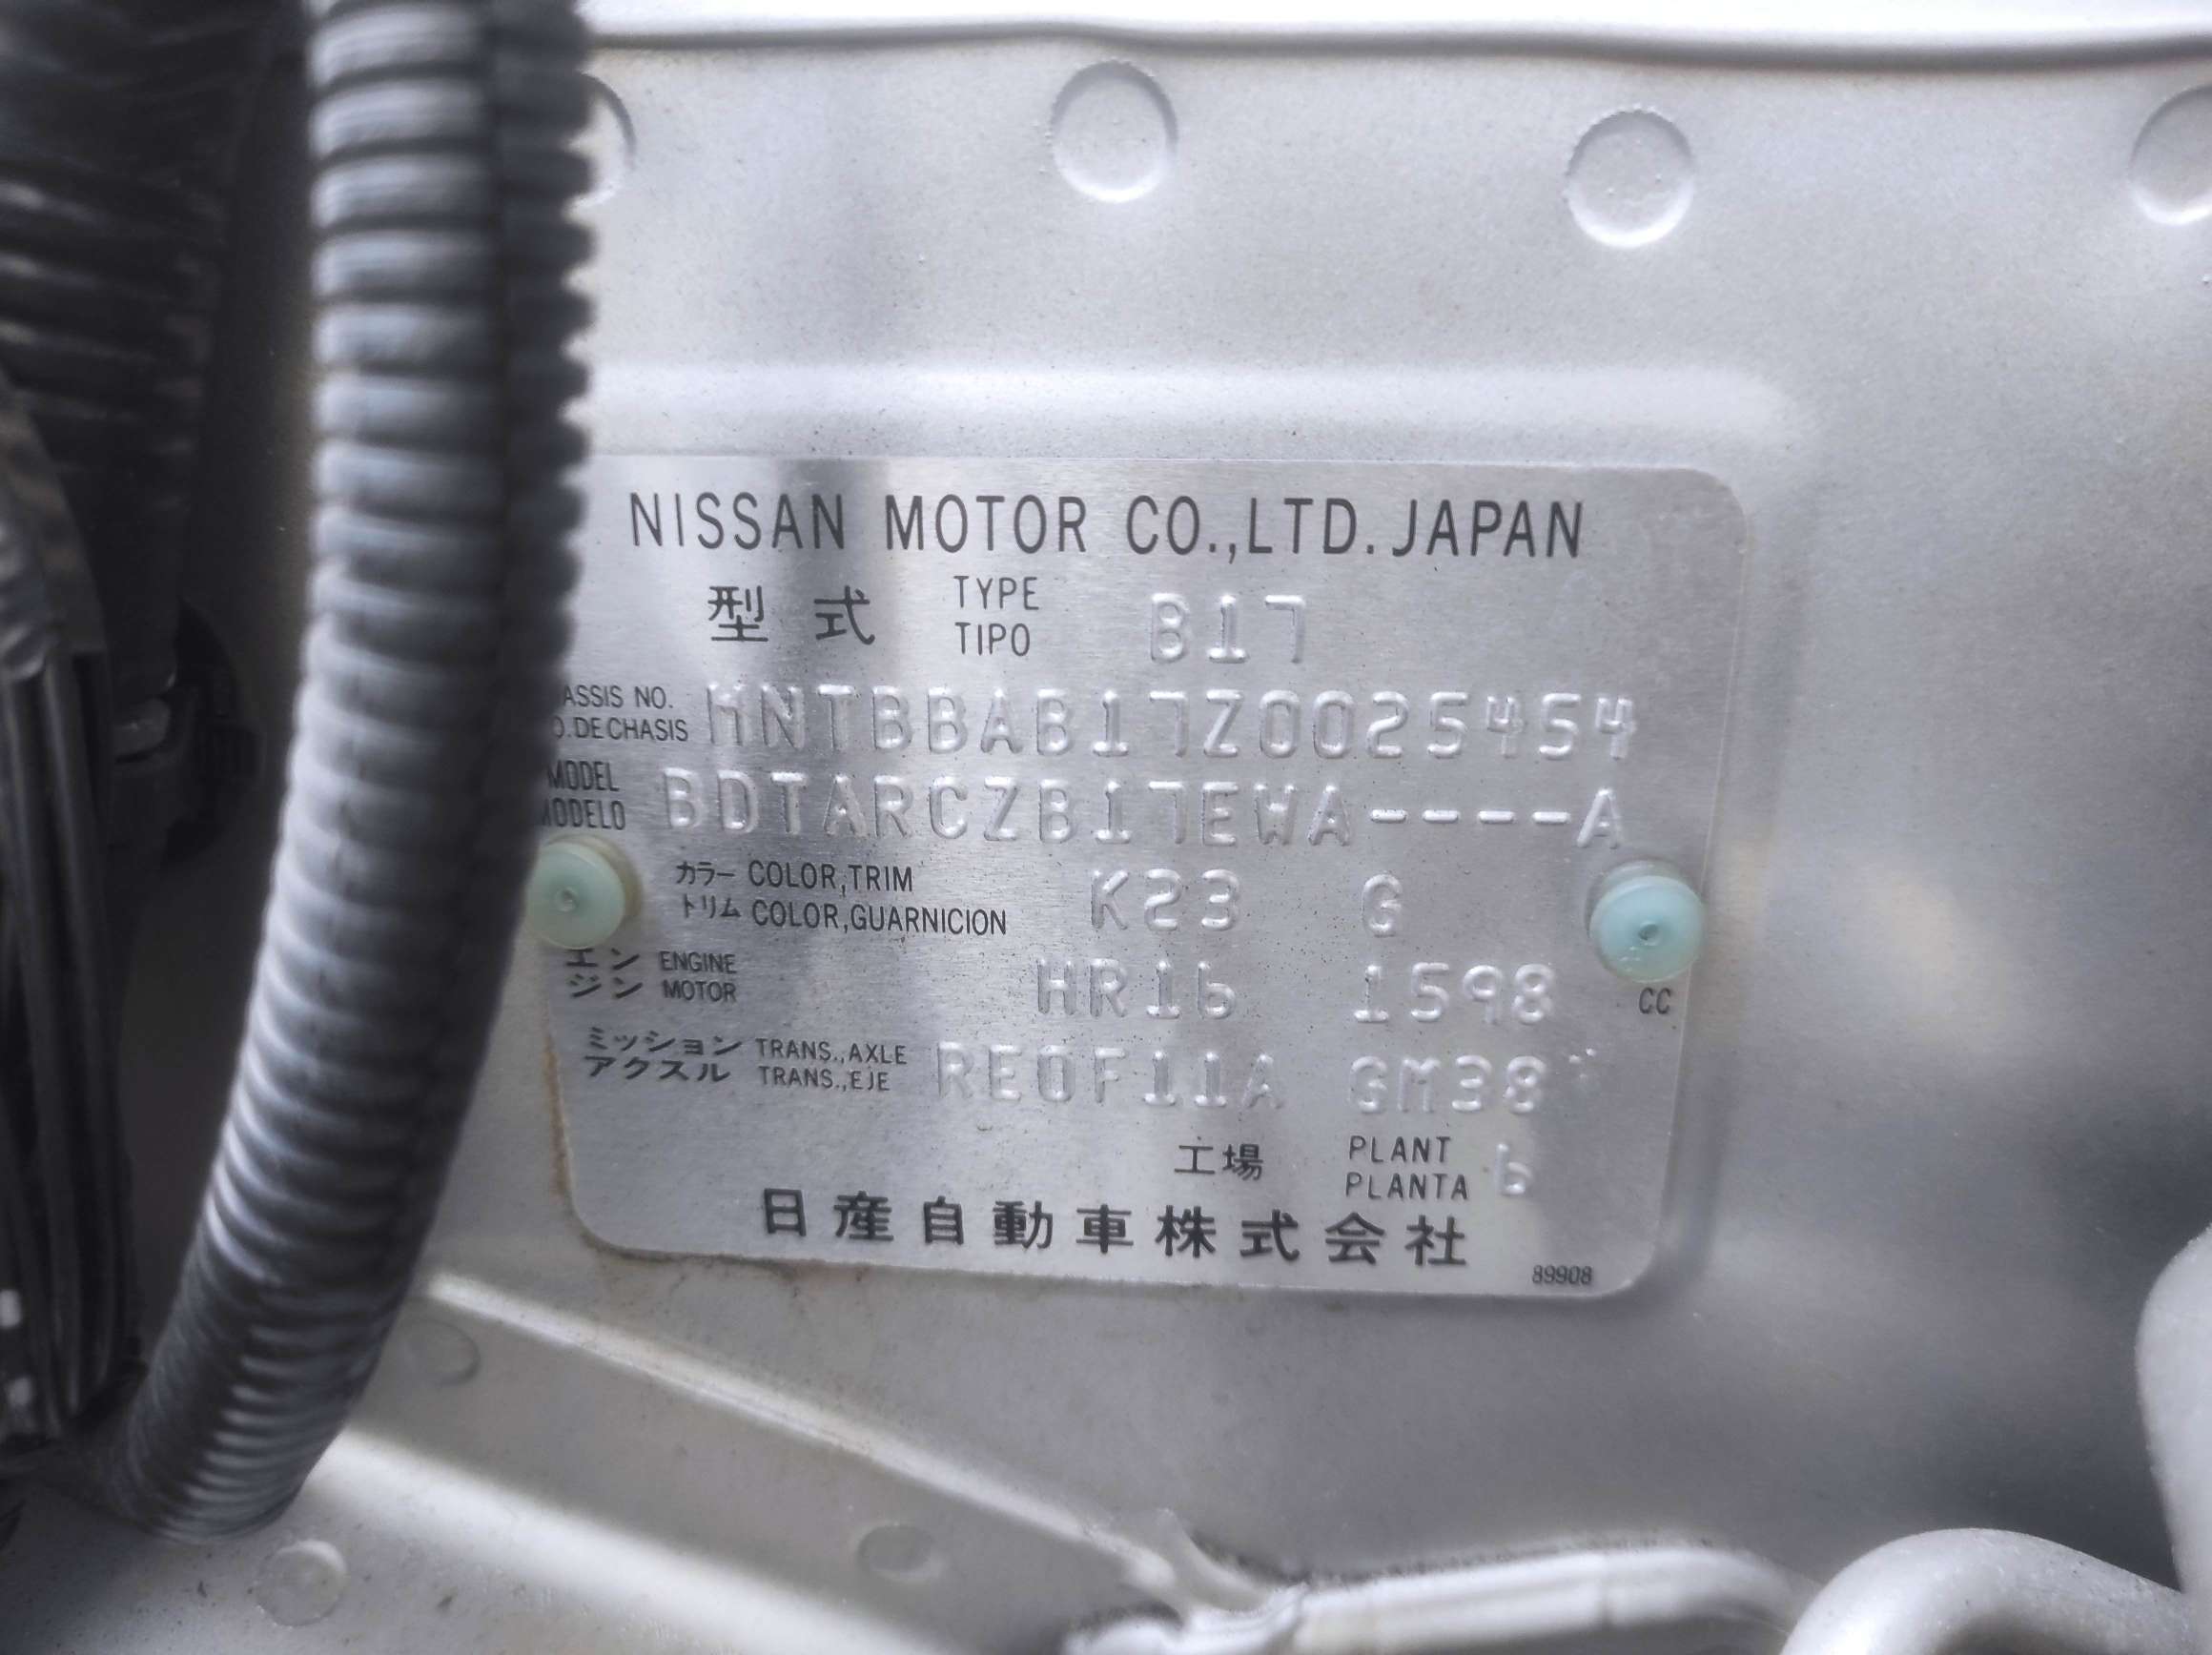 NISSAN MOTOR CO.,LTD. JAPAN
型式 TYPE TIPO B17
ASSIS NO. O. DE CHASIS MNTBBAB17Z0025454
MODEL MODELO BDTARCZB17EWA----A
カラー COLOR,TRIM トリム COLOR,GUARNICION K23 G
エンジン ENGINE MOTOR HR16 1598 CC
ミッション TRANS.,AXLE アクスル TRANS.,EJE RE0F11A GM38
工場 PLANT PLANTA 6
日産自動車株式会社
89908